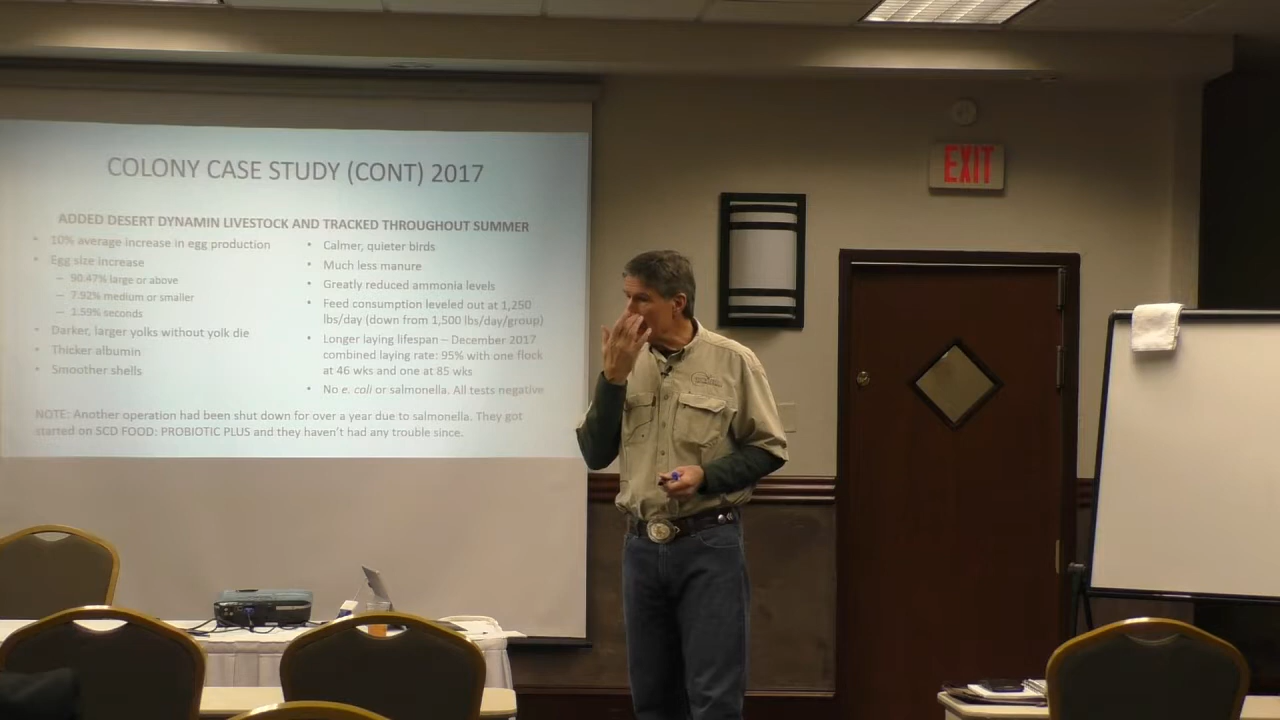 COLONY CASE STUDY (CONT) 2017
ADDED DESERT DYNAMIN LIVESTOCK AND TRACKED THROUGHOUT SUMMER
• 10% average increase in egg production
• Egg size increase
– 90.47% large or above
– 7.92% medium or smaller
– 1.59% seconds
• Darker, larger yolks without yolk die
• Thicker albumin
• Smoother shells
• Calmer, quieter birds
• Much less manure
• Greatly reduced ammonia levels
• Feed consumption leveled out at 1,250
lbs/day (down from 1,500 lbs/day/group)
• Longer laying lifespan – December 2017
combined laying rate: 95% with one flock
at 46 wks and one at 85 wks
• No e. coli or salmonella. All tests negative
NOTE: Another operation had been shut down for over a year due to salmonella. They got
started on SCD FOOD: PROBIOTIC PLUS and they haven't had any trouble since.
EXIT